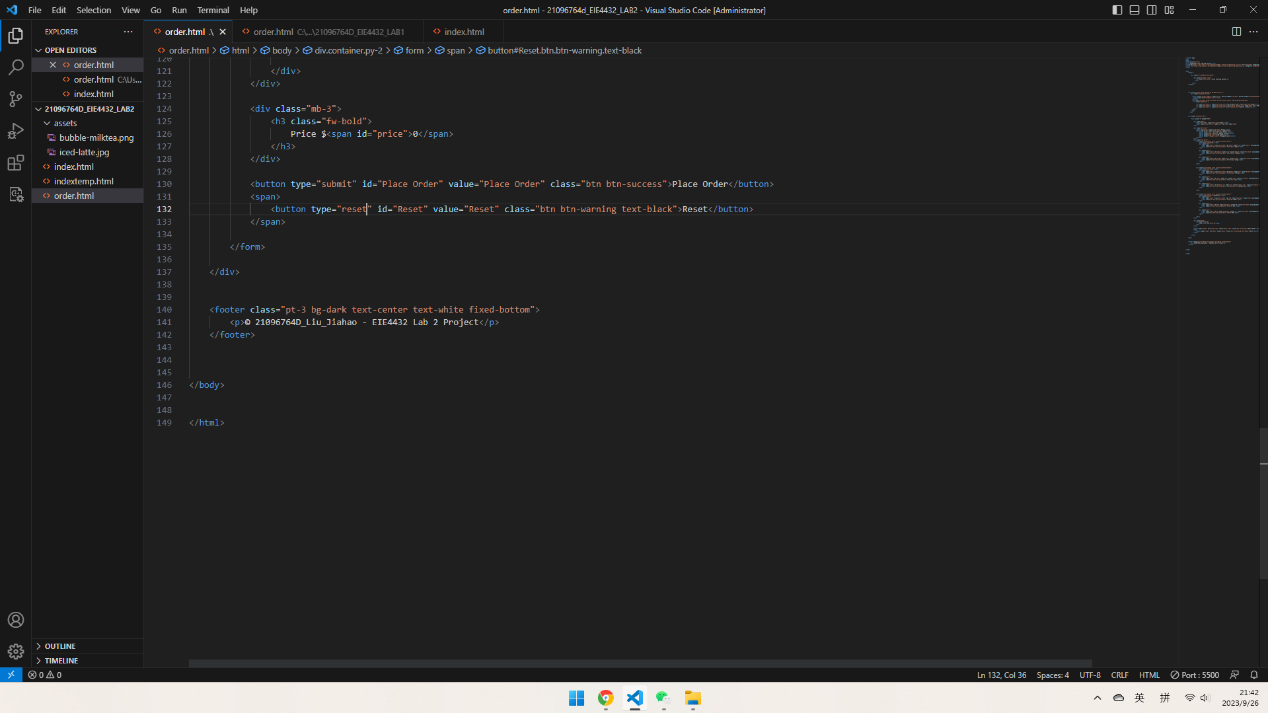 File Edit Selection View Go Run Terminal Help
order.html - 21096764d_EIE4432_LAB2 - Visual Studio Code [Administrator]
EXPLORER
OPEN EDITORS
order.html
order.html C:\Us...
index.html
21096764D_EIE4432_LAB2
assets
bubble-milktea.png
iced-latte.jpg
index.html
indextemp.html
order.html
OUTLINE
TIMELINE
order.html .\
order.html C:\...\21096764d_EIE4432_LAB1
index.html
order.html > html > body > div.container.py-2 > form > span > button#Reset.btn.btn-warning.text-black
120
121 </div>
122 </div>
123
124 <div class="mb-3">
125 <h3 class="fw-bold">
126 Price $<span id="price">0</span>
127 </h3>
128 </div>
129
130 <button type="submit" id="Place Order" value="Place Order" class="btn btn-success">Place Order</button>
131 <span>
132 <button type="reset" id="Reset" value="Reset" class="btn btn-warning text-black">Reset</button>
133 </span>
134
135 </form>
136
137 </div>
138
139
140 <footer class="pt-3 bg-dark text-center text-white fixed-bottom">
141 <p>© 21096764D_Liu_Jiahao - EIE4432 Lab 2 Project</p>
142 </footer>
143
144
145
146 </body>
147
148
149 </html>
0 0
Ln 132, Col 36 Spaces: 4 UTF-8 CRLF HTML Port : 5500
英 拼
21:42
2023/9/26